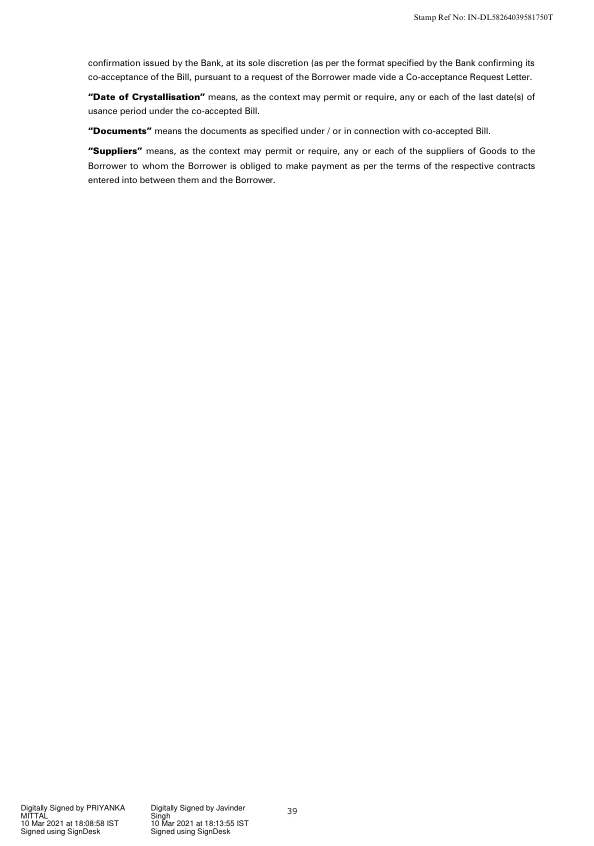 Stamp Ref No: IN-DL58264039581750T
confirmation issued by the Bank, at its sole discretion (as per the format specified by the Bank confirming its
co-acceptance of the Bill, pursuant to a request of the Borrower made vide a Co-acceptance Request Letter.
“Date of Crystallisation” means, as the context may permit or require, any or each of the last date(s) of
usance period under the co-accepted Bill.
“Documents” means the documents as specified under / or in connection with co-accepted Bill.
“Suppliers” means, as the context may permit or require, any or each of the suppliers of Goods to the
Borrower to whom the Borrower is obliged to make payment as per the terms of the respective contracts
entered into between them and the Borrower.
Digitally Signed by PRIYANKA
MITTAL
10 Mar 2021 at 18:08:58 IST
Signed using SignDesk
Digitally Signed by Javinder
Singh
10 Mar 2021 at 18:13:55 IST
Signed using SignDesk
39